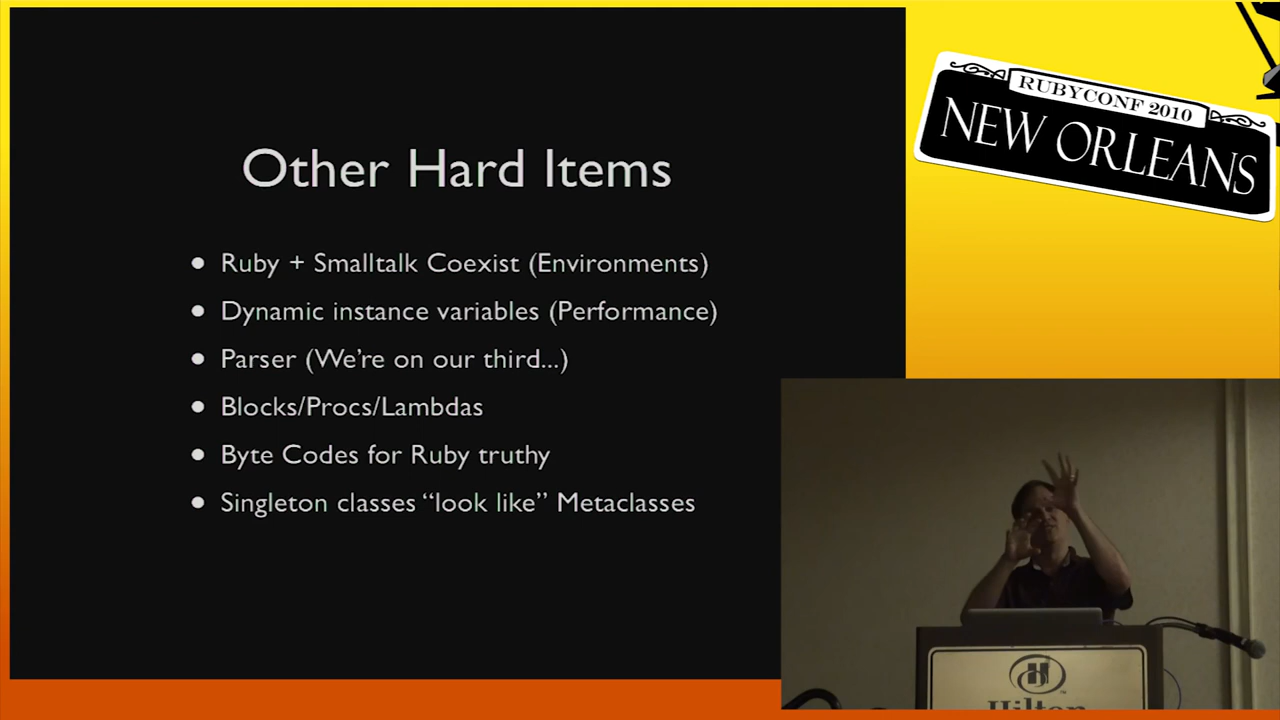 RUBYCONF 2010
NEW ORLEANS
Other Hard Items
• Ruby + Smalltalk Coexist (Environments)
• Dynamic instance variables (Performance)
• Parser (We're on our third...)
• Blocks/Procs/Lambdas
• Byte Codes for Ruby truthy
• Singleton classes “look like” Metaclasses
H
Hilton